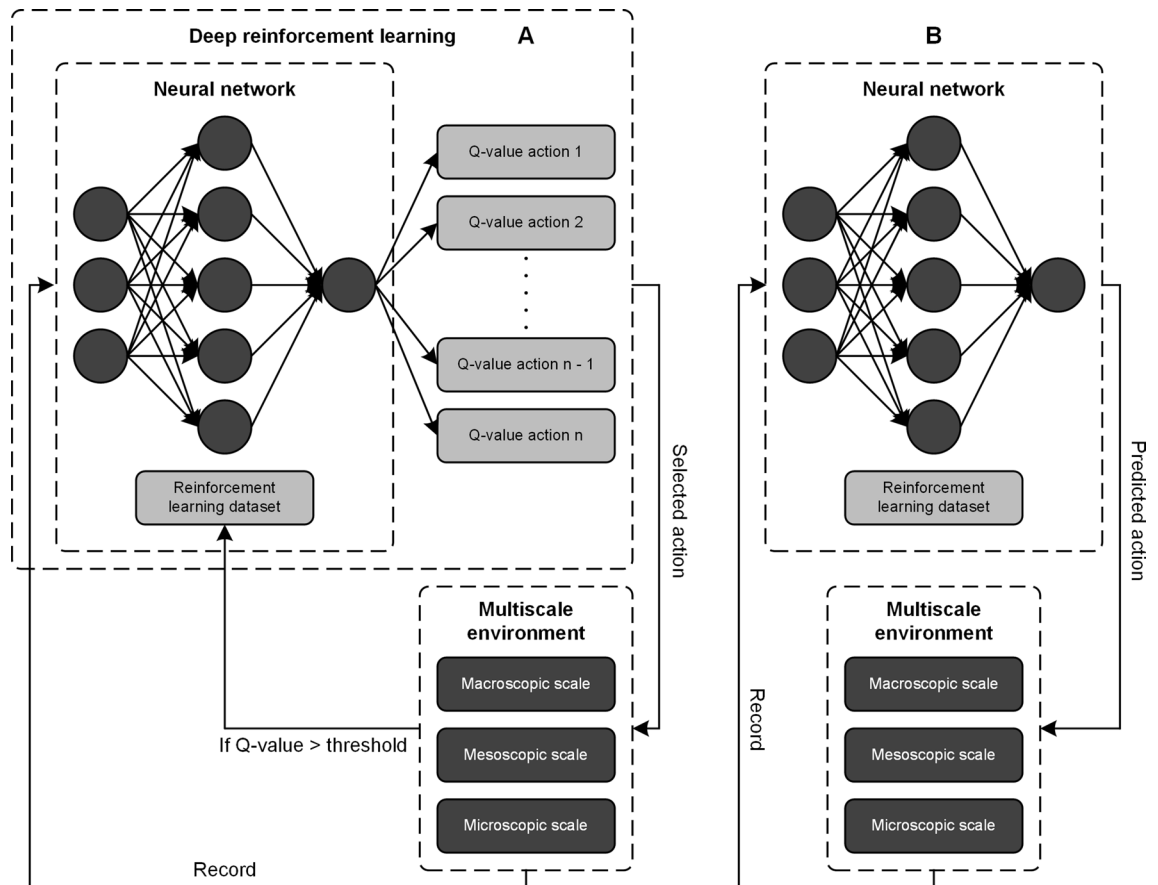 Deep reinforcement learning
A
Neural network
Q-value action 1
Q-value action 2
Q-value action n - 1
Q-value action n
Reinforcement
learning dataset
Selected action
Multiscale
environment
Macroscopic scale
Mesoscopic scale
Microscopic scale
If Q-value > threshold
Record
B
Neural network
Reinforcement
learning dataset
Predicted action
Multiscale
environment
Macroscopic scale
Mesoscopic scale
Microscopic scale
Record